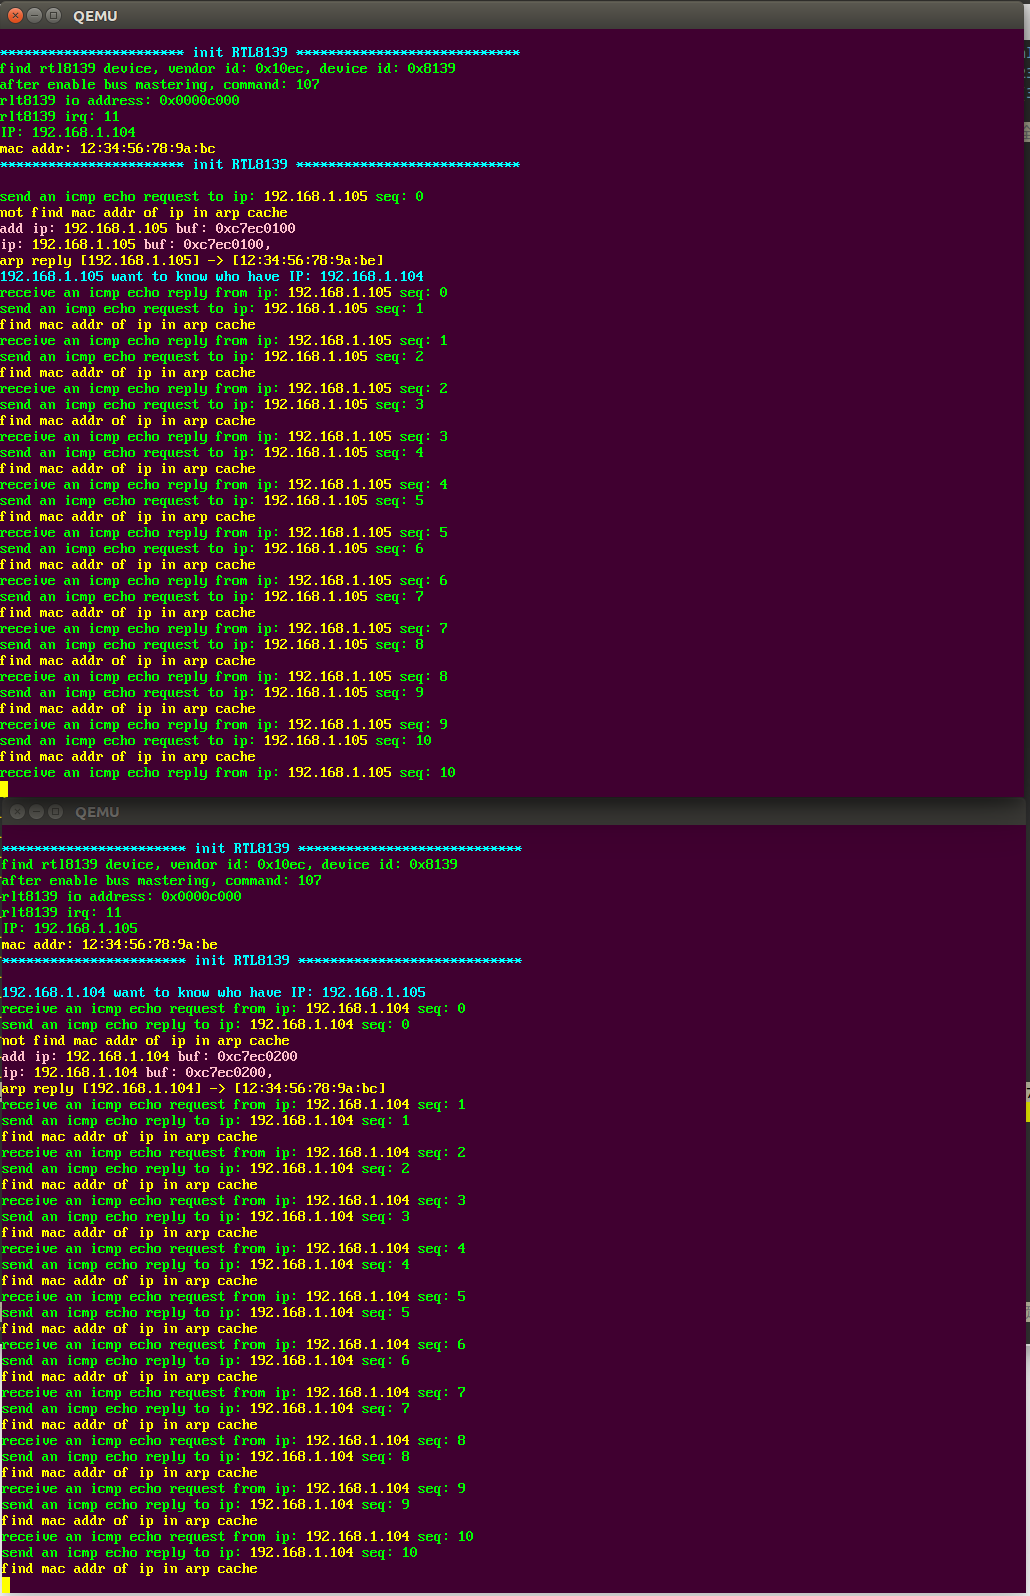 QEMU
*********************** init RTL8139 ****************************
find rtl8139 device, vendor id: 0x10ec, device id: 0x8139
after enable bus mastering, command: 107
rlt8139 io address: 0x0000c000
rlt8139 irq: 11
IP: 192.168.1.104
mac addr: 12:34:56:78:9a:bc
*********************** init RTL8139 ****************************
send an icmp echo request to ip: 192.168.1.105 seq: 0
not find mac addr of ip in arp cache
add ip: 192.168.1.105 buf: 0xc7ec0100
ip: 192.168.1.105 buf: 0xc7ec0100,
arp reply [192.168.1.105] -> [12:34:56:78:9a:be]
192.168.1.105 want to know who have IP: 192.168.1.104
receive an icmp echo reply from ip: 192.168.1.105 seq: 0
send an icmp echo request to ip: 192.168.1.105 seq: 1
find mac addr of ip in arp cache
receive an icmp echo reply from ip: 192.168.1.105 seq: 1
send an icmp echo request to ip: 192.168.1.105 seq: 2
find mac addr of ip in arp cache
receive an icmp echo reply from ip: 192.168.1.105 seq: 2
send an icmp echo request to ip: 192.168.1.105 seq: 3
find mac addr of ip in arp cache
receive an icmp echo reply from ip: 192.168.1.105 seq: 3
send an icmp echo request to ip: 192.168.1.105 seq: 4
find mac addr of ip in arp cache
receive an icmp echo reply from ip: 192.168.1.105 seq: 4
send an icmp echo request to ip: 192.168.1.105 seq: 5
find mac addr of ip in arp cache
receive an icmp echo reply from ip: 192.168.1.105 seq: 5
send an icmp echo request to ip: 192.168.1.105 seq: 6
find mac addr of ip in arp cache
receive an icmp echo reply from ip: 192.168.1.105 seq: 6
send an icmp echo request to ip: 192.168.1.105 seq: 7
find mac addr of ip in arp cache
receive an icmp echo reply from ip: 192.168.1.105 seq: 7
send an icmp echo request to ip: 192.168.1.105 seq: 8
find mac addr of ip in arp cache
receive an icmp echo reply from ip: 192.168.1.105 seq: 8
send an icmp echo request to ip: 192.168.1.105 seq: 9
find mac addr of ip in arp cache
receive an icmp echo reply from ip: 192.168.1.105 seq: 9
send an icmp echo request to ip: 192.168.1.105 seq: 10
find mac addr of ip in arp cache
receive an icmp echo reply from ip: 192.168.1.105 seq: 10
QEMU
*********************** init RTL8139 ****************************
find rtl8139 device, vendor id: 0x10ec, device id: 0x8139
after enable bus mastering, command: 107
rlt8139 io address: 0x0000c000
rlt8139 irq: 11
IP: 192.168.1.105
mac addr: 12:34:56:78:9a:be
*********************** init RTL8139 ****************************
192.168.1.104 want to know who have IP: 192.168.1.105
receive an icmp echo request from ip: 192.168.1.104 seq: 0
send an icmp echo reply to ip: 192.168.1.104 seq: 0
not find mac addr of ip in arp cache
add ip: 192.168.1.104 buf: 0xc7ec0200
ip: 192.168.1.104 buf: 0xc7ec0200,
arp reply [192.168.1.104] -> [12:34:56:78:9a:bc]
receive an icmp echo request from ip: 192.168.1.104 seq: 1
send an icmp echo reply to ip: 192.168.1.104 seq: 1
find mac addr of ip in arp cache
receive an icmp echo request from ip: 192.168.1.104 seq: 2
send an icmp echo reply to ip: 192.168.1.104 seq: 2
find mac addr of ip in arp cache
receive an icmp echo request from ip: 192.168.1.104 seq: 3
send an icmp echo reply to ip: 192.168.1.104 seq: 3
find mac addr of ip in arp cache
receive an icmp echo request from ip: 192.168.1.104 seq: 4
send an icmp echo reply to ip: 192.168.1.104 seq: 4
find mac addr of ip in arp cache
receive an icmp echo request from ip: 192.168.1.104 seq: 5
send an icmp echo reply to ip: 192.168.1.104 seq: 5
find mac addr of ip in arp cache
receive an icmp echo request from ip: 192.168.1.104 seq: 6
send an icmp echo reply to ip: 192.168.1.104 seq: 6
find mac addr of ip in arp cache
receive an icmp echo request from ip: 192.168.1.104 seq: 7
send an icmp echo reply to ip: 192.168.1.104 seq: 7
find mac addr of ip in arp cache
receive an icmp echo request from ip: 192.168.1.104 seq: 8
send an icmp echo reply to ip: 192.168.1.104 seq: 8
find mac addr of ip in arp cache
receive an icmp echo request from ip: 192.168.1.104 seq: 9
send an icmp echo reply to ip: 192.168.1.104 seq: 9
find mac addr of ip in arp cache
receive an icmp echo request from ip: 192.168.1.104 seq: 10
send an icmp echo reply to ip: 192.168.1.104 seq: 10
find mac addr of ip in arp cache